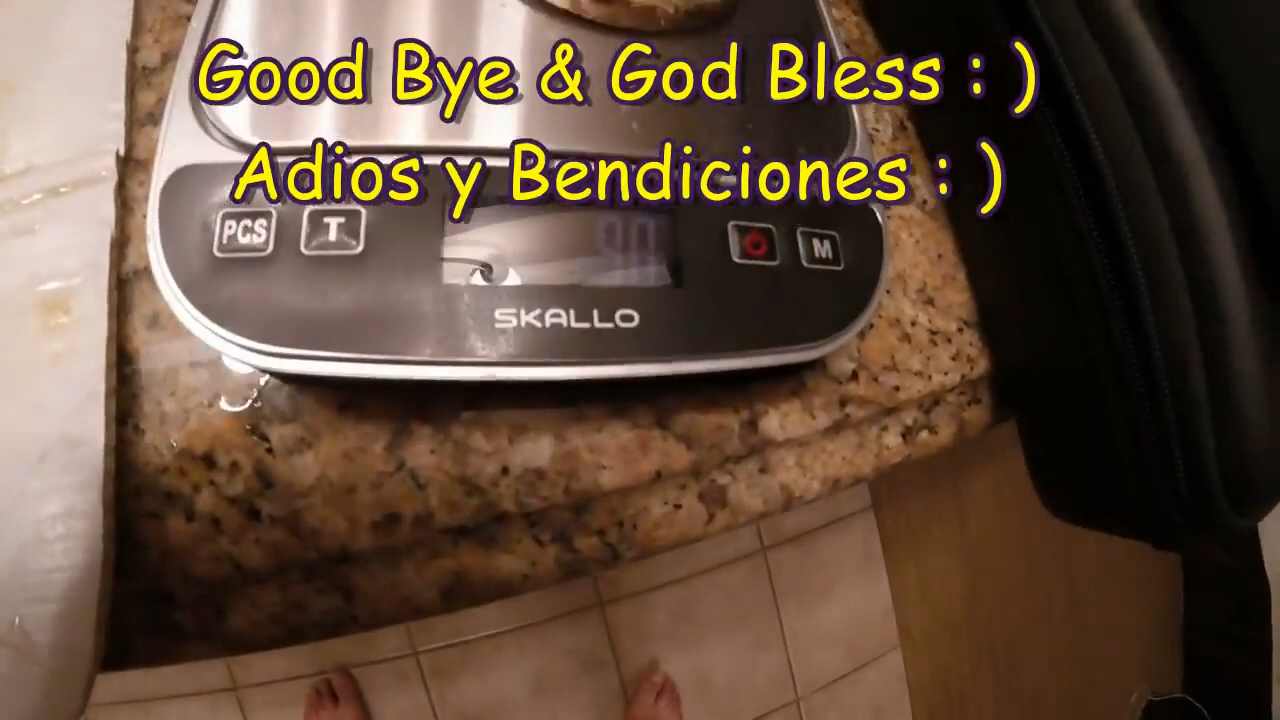 Good Bye & God Bless : )
Adios y Bendiciones : )
PCS T M
SKALLO